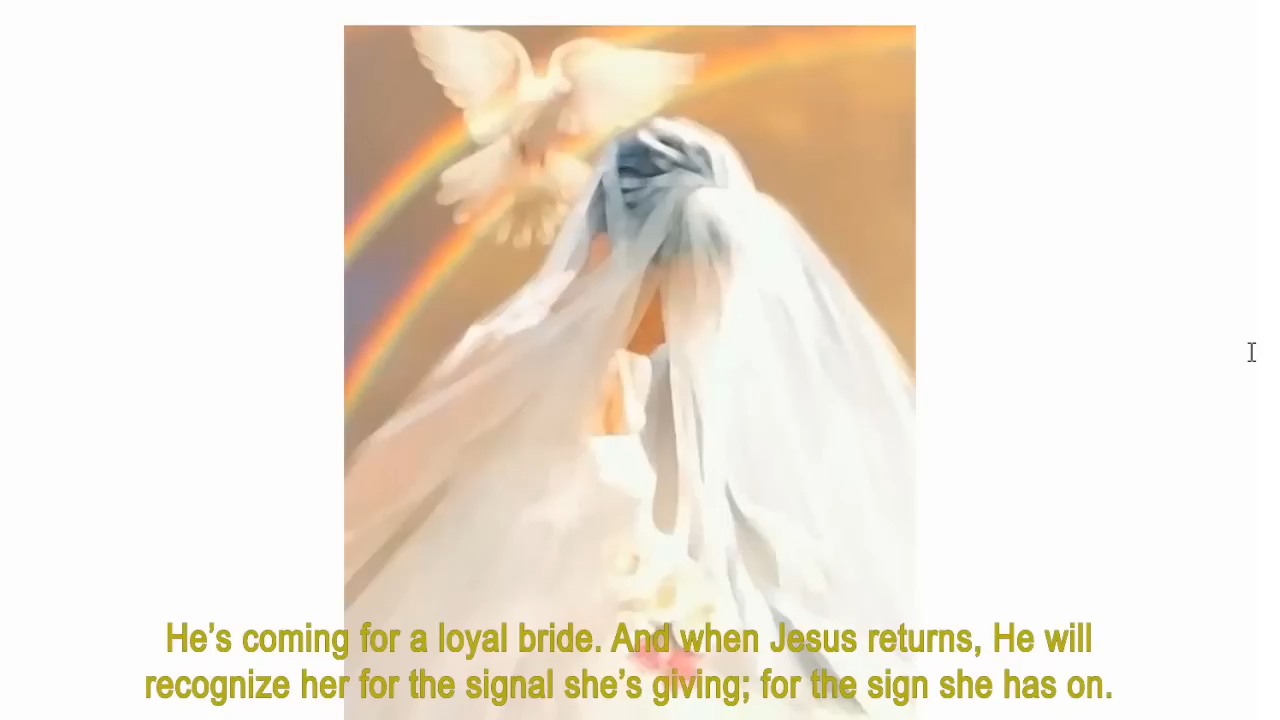 He's coming for a loyal bride. And when Jesus returns, He will
recognize her for the signal she's giving; for the sign she has on.